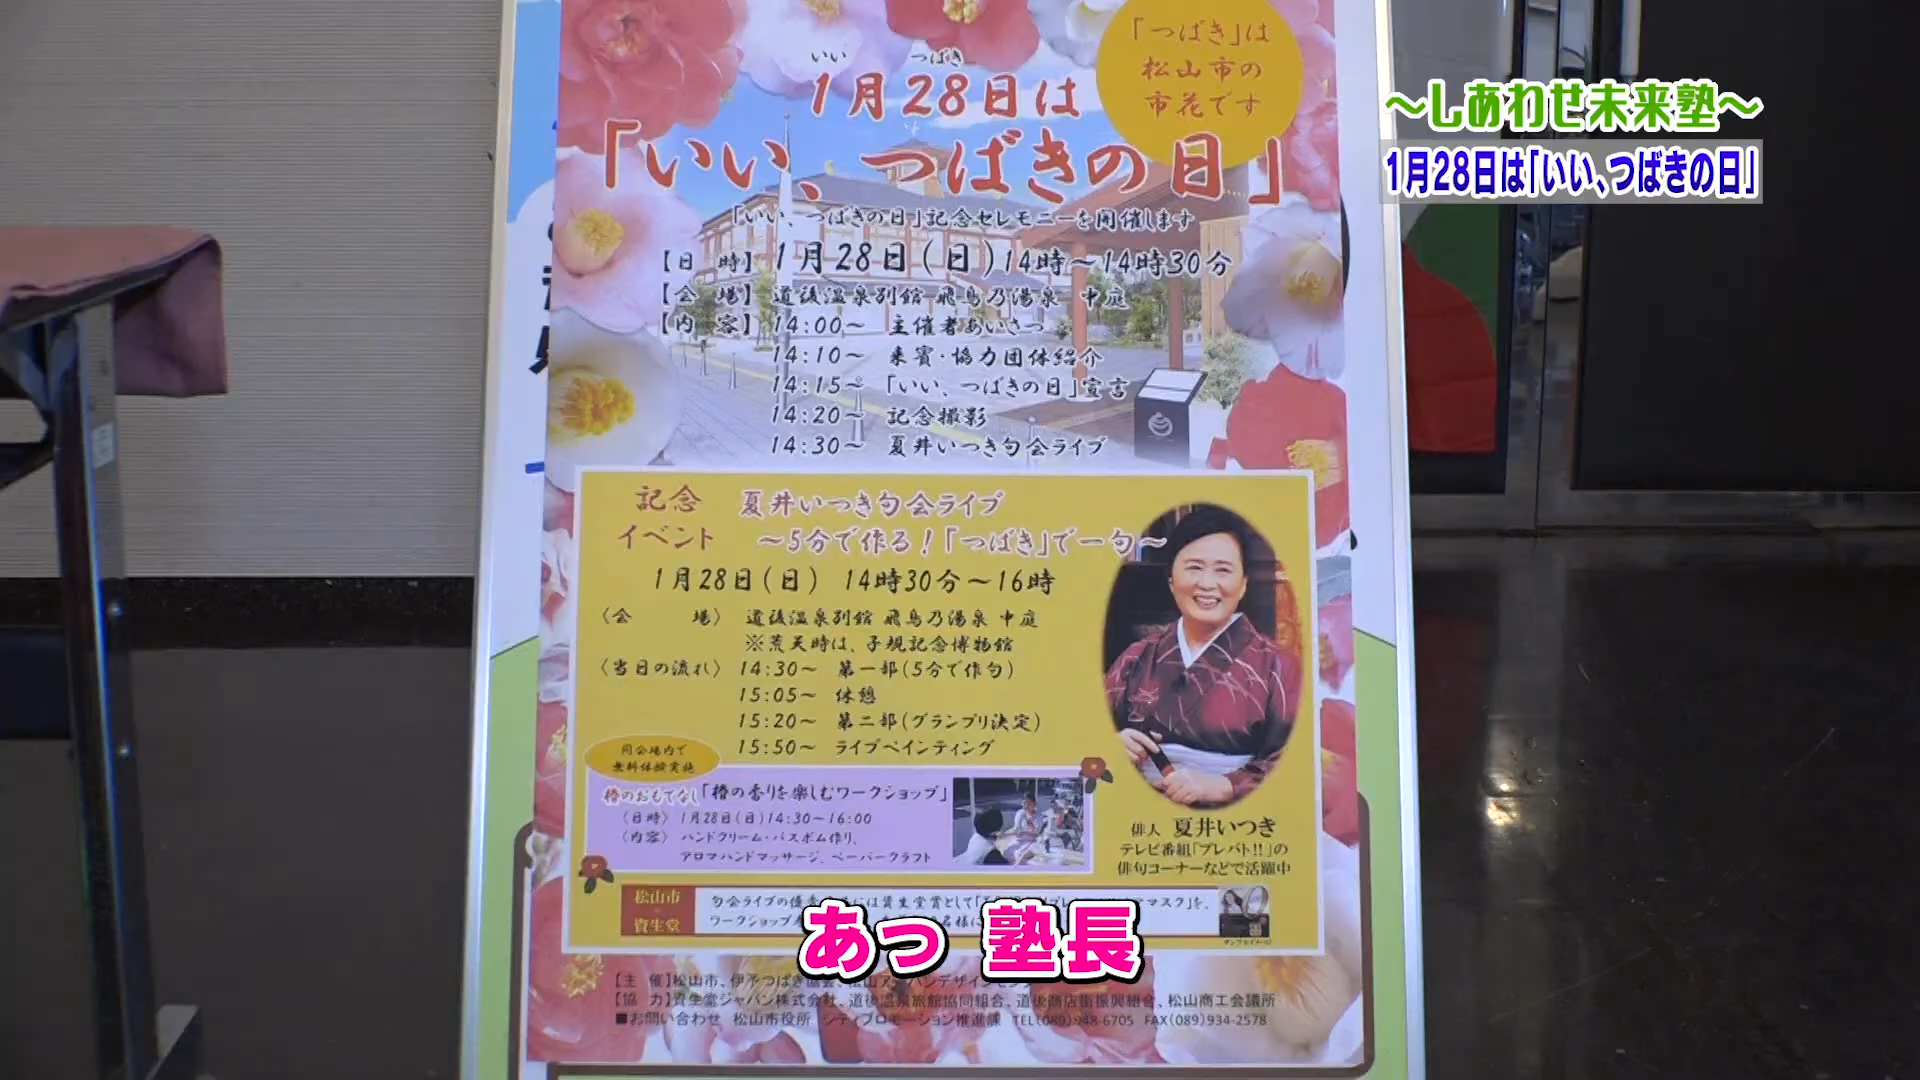 「つばき」は
松山市の
市花です
いい つばき
1月28日は
「いい、つばきの日」
「いい、つばきの日」記念セレモニーを開催します
【日 時】 1月28日(日)14時～14時30分
【会 場】 道後温泉別館 飛鳥乃湯泉 中庭
【内 容】 14:00～ 主催者あいさつ
14:10～ 来賓・協力団体紹介
14:15～ 「いい、つばきの日」宣言
14:20～ 記念撮影
14:30～ 夏井いつき句会ライブ
記念
イベント
夏井いつき句会ライブ
～5分で作る!「つばき」で一句～
1月28日(日) 14時30分～16時
〈会 場〉 道後温泉別館 飛鳥乃湯泉 中庭
※荒天時は、子規記念博物館
〈当日の流れ〉 14:30～ 第一部(5分で作句)
15:05～ 休憩
15:20～ 第二部(グランプリ決定)
15:50～ ライブペインティング
同会場内で
無料体験実施
椿のおもてなし「椿の香りを楽しむワークショップ」
〈日時〉 1月28日(日)14:30～16:00
〈内容〉 ハンドクリーム・バスボム作り、
アロマハンドマッサージ、ペーパークラフト
俳人 夏井いつき
テレビ番組「プレバト!!」の
俳句コーナーなどで活躍中
松山市
資生堂
句会ライブの優秀 には資生堂賞として「 マスク」を、
ワークショップ 名様に
【主 催】松山市、伊予つばき協会、松山アーバンデザインセンター
【協 力】資生堂ジャパン株式会社、道後温泉旅館協同組合、道後商店街振興組合、松山商工会議所
■お問い合わせ 松山市役所 シティプロモーション推進課 TEL(089)948-6705 FAX(089)934-2578
～しあわせ未来塾～
1月28日は「いい、つばきの日」
あっ 塾長